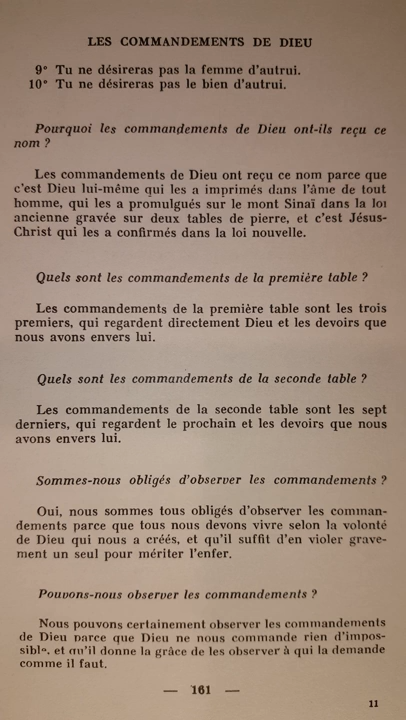 LES COMMANDEMENTS DE DIEU
9° Tu ne désireras pas la femme d'autrui.
10° Tu ne désireras pas le bien d'autrui.
Pourquoi les commandements de Dieu ont-ils reçu ce
nom ?
Les commandements de Dieu ont reçu ce nom parce que
c'est Dieu lui-même qui les a imprimés dans l'âme de tout
homme, qui les a promulgués sur le mont Sinaï dans la loi
ancienne gravée sur deux tables de pierre, et c'est Jésus-
Christ qui les a confirmés dans la loi nouvelle.
Quels sont les commandements de la première table ?
Les commandements de la première table sont les trois
premiers, qui regardent directement Dieu et les devoirs que
nous avons envers lui.
Quels sont les commandements de la seconde table ?
Les commandements de la seconde table sont les sept
derniers, qui regardent le prochain et les devoirs que nous
avons envers lui.
Sommes-nous obligés d'observer les commandements ?
Oui, nous sommes tous obligés d'observer les comman-
dements parce que tous nous devons vivre selon la volonté
de Dieu qui nous a créés, et qu'il suffit d'en violer grave-
ment un seul pour mériter l'enfer.
Pouvons-nous observer les commandements ?
Nous pouvons certainement observer les commandements
de Dieu parce que Dieu ne nous commande rien d'impos-
sible, et qu'il donne la grâce de les observer à qui la demande
comme il faut.
— 161 —
11